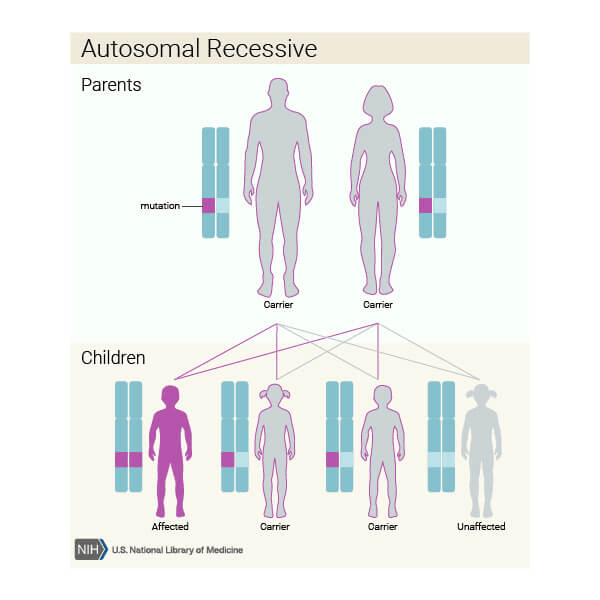 Autosomal Recessive
Parents
mutation
Carrier Carrier
Children
Affected Carrier Carrier Unaffected
NIH U.S. National Library of Medicine